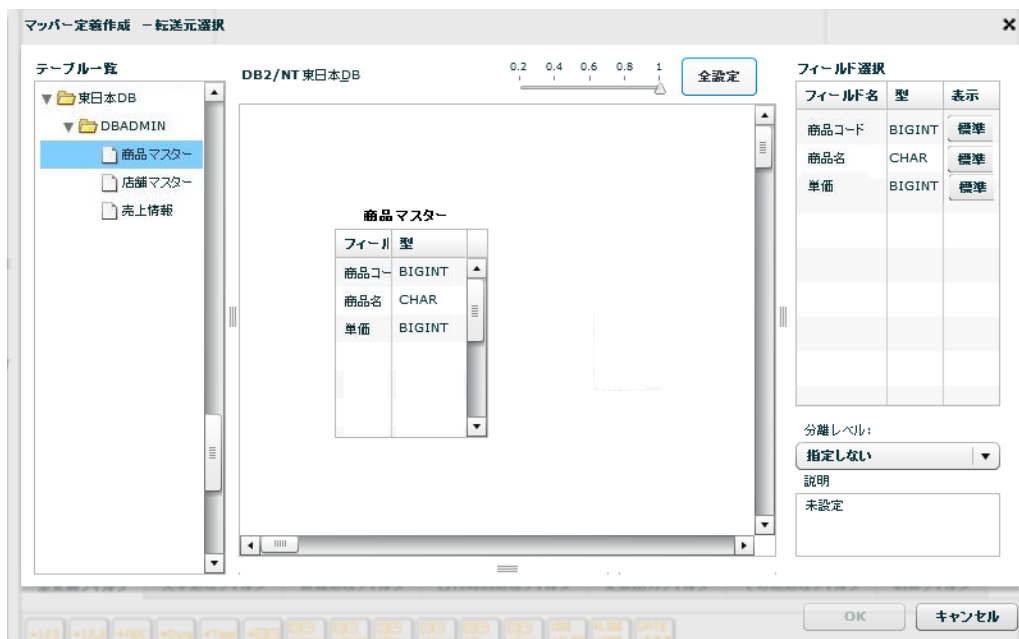 マッパー定義作成 －転送元選択
テーブル一覧
東日本DB
DBADMIN
商品マスター
店舗マスター
売上情報
DB2/NT 東日本DB
0.2 0.4 0.6 0.8 1
全設定
商品マスター
フィール 型
商品コー BIGINT
商品名 CHAR
単価 BIGINT
フィールド選択
フィールド名 型 表示
商品コード BIGINT 標準
商品名 CHAR 標準
単価 BIGINT 標準
分離レベル:
指定しない
説明
未設定
OK キャンセル